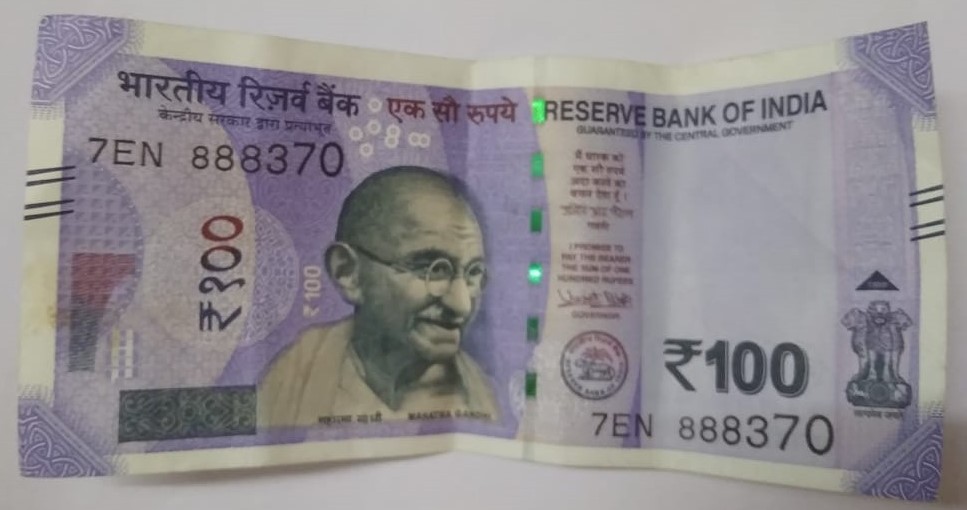 भारतीय रिज़र्व बैंक
केन्द्रीय सरकार द्वारा प्रत्याभूत
एक सौ रुपये
7EN 888370
₹१००
₹100
महात्मा गांधी MAHATMA GANDHI
RESERVE BANK OF INDIA
GUARANTEED BY THE CENTRAL GOVERNMENT
मैं धारक को
एक सौ रुपये
अदा करने का
वचन देता हूँ।
I PROMISE TO
PAY THE BEARER
THE SUM OF ONE
HUNDRED RUPEES
GOVERNOR
₹100
7EN 888370
सत्यमेव जयते